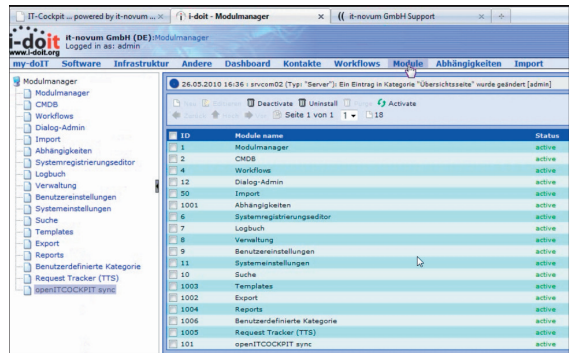 IT-Cockpit ... powered by it-novum ... ×
i-doit - Modulmanager ×
it-novum GmbH Support ×
i-doit
www.i-doit.org
it-novum GmbH (DE):Modulmanager
Logged in as: admin
my-doIT Software Infrastruktur Andere Dashboard Kontakte Workflows Module Abhängigkeiten Import
Modulmanager
Modulmanager
CMDB
Workflows
Dialog-Admin
Import
Abhängigkeiten
Systemregistrierungseditor
Logbuch
Verwaltung
Benutzereinstellungen
Systemeinstellungen
Suche
Templates
Export
Reports
Benutzerdefinierte Kategorie
Request Tracker (TTS)
openITCOCKPIT sync
26.05.2010 16:36 : srvcom02 (Typ: "Server"): Ein Eintrag in Kategorie "Übersichtsseite" wurde geändert [admin]
New Deactivate Uninstall Purge Activate
Zurück Seite 1 von 1 1 18
ID Module name Status
1 Modulmanager active
2 CMDB active
4 Workflows active
12 Dialog-Admin active
50 Import active
1001 Abhängigkeiten active
6 Systemregistrierungseditor active
7 Logbuch active
8 Verwaltung active
9 Benutzereinstellungen active
11 Systemeinstellungen active
10 Suche active
1003 Templates active
1002 Export active
1004 Reports active
1006 Benutzerdefinierte Kategorie active
1005 Request Tracker (TTS) active
101 openITCOCKPIT sync active